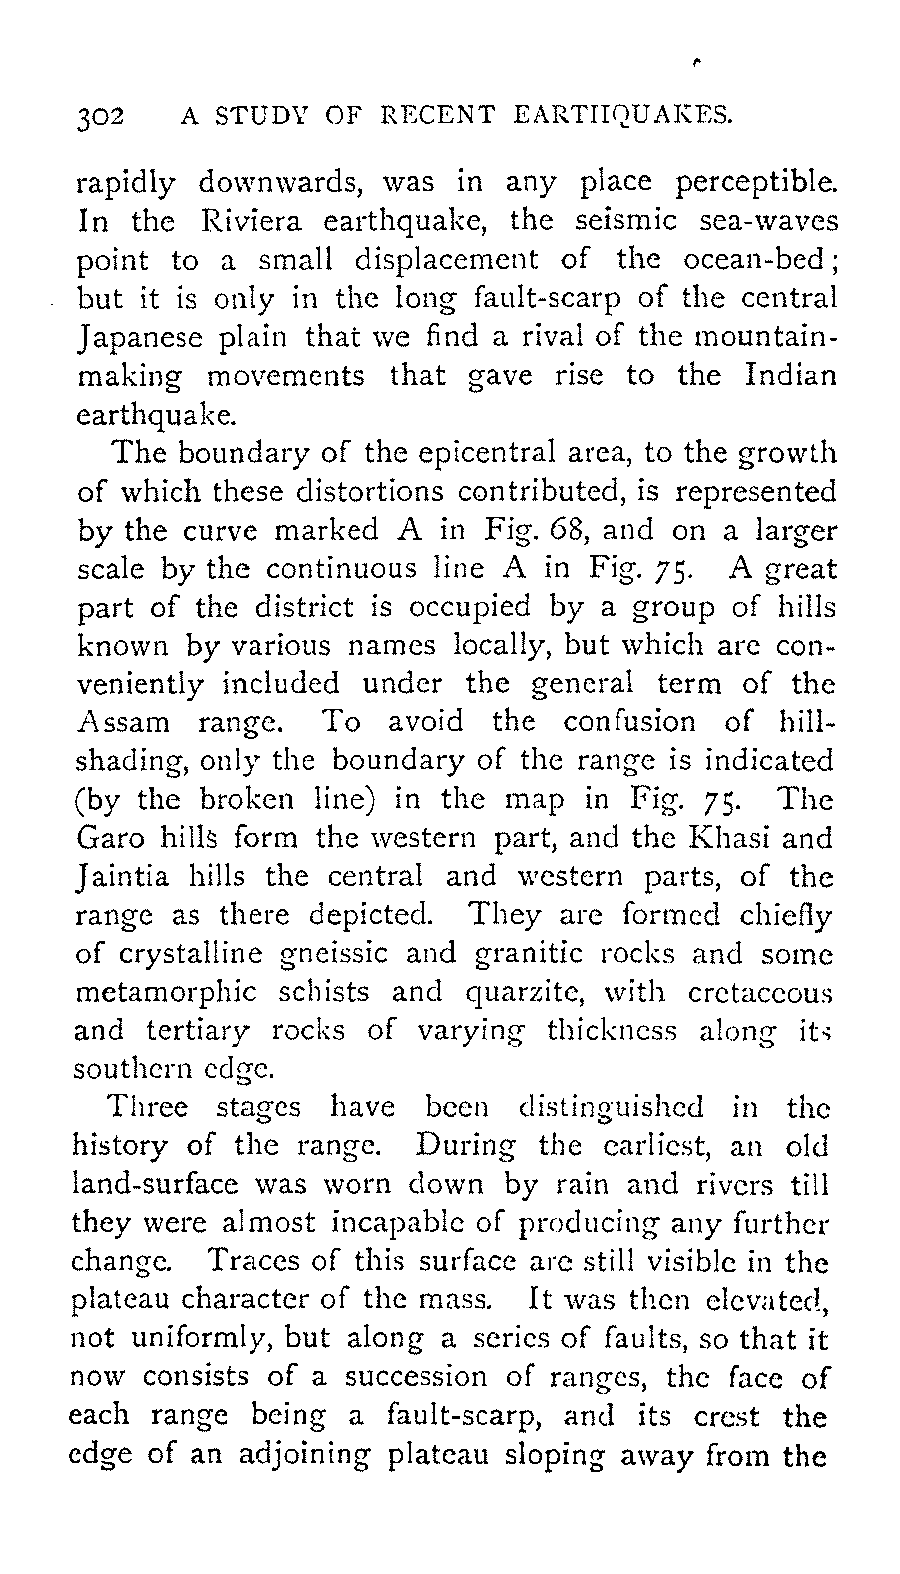 302 A STUDY OF RECENT EARTHQUAKES.
rapidly downwards, was in any place perceptible.
In the Riviera earthquake, the seismic sea-waves
point to a small displacement of the ocean-bed;
but it is only in the long fault-scarp of the central
Japanese plain that we find a rival of the mountain-
making movements that gave rise to the Indian
earthquake.
The boundary of the epicentral area, to the growth
of which these distortions contributed, is represented
by the curve marked A in Fig. 68, and on a larger
scale by the continuous line A in Fig. 75. A great
part of the district is occupied by a group of hills
known by various names locally, but which are con-
veniently included under the general term of the
Assam range. To avoid the confusion of hill-
shading, only the boundary of the range is indicated
(by the broken line) in the map in Fig. 75. The
Garo hills form the western part, and the Khasi and
Jaintia hills the central and western parts, of the
range as there depicted. They are formed chiefly
of crystalline gneissic and granitic rocks and some
metamorphic schists and quarzite, with cretaceous
and tertiary rocks of varying thickness along its
southern edge.
Three stages have been distinguished in the
history of the range. During the earliest, an old
land-surface was worn down by rain and rivers till
they were almost incapable of producing any further
change. Traces of this surface are still visible in the
plateau character of the mass. It was then elevated,
not uniformly, but along a series of faults, so that it
now consists of a succession of ranges, the face of
each range being a fault-scarp, and its crest the
edge of an adjoining plateau sloping away from the